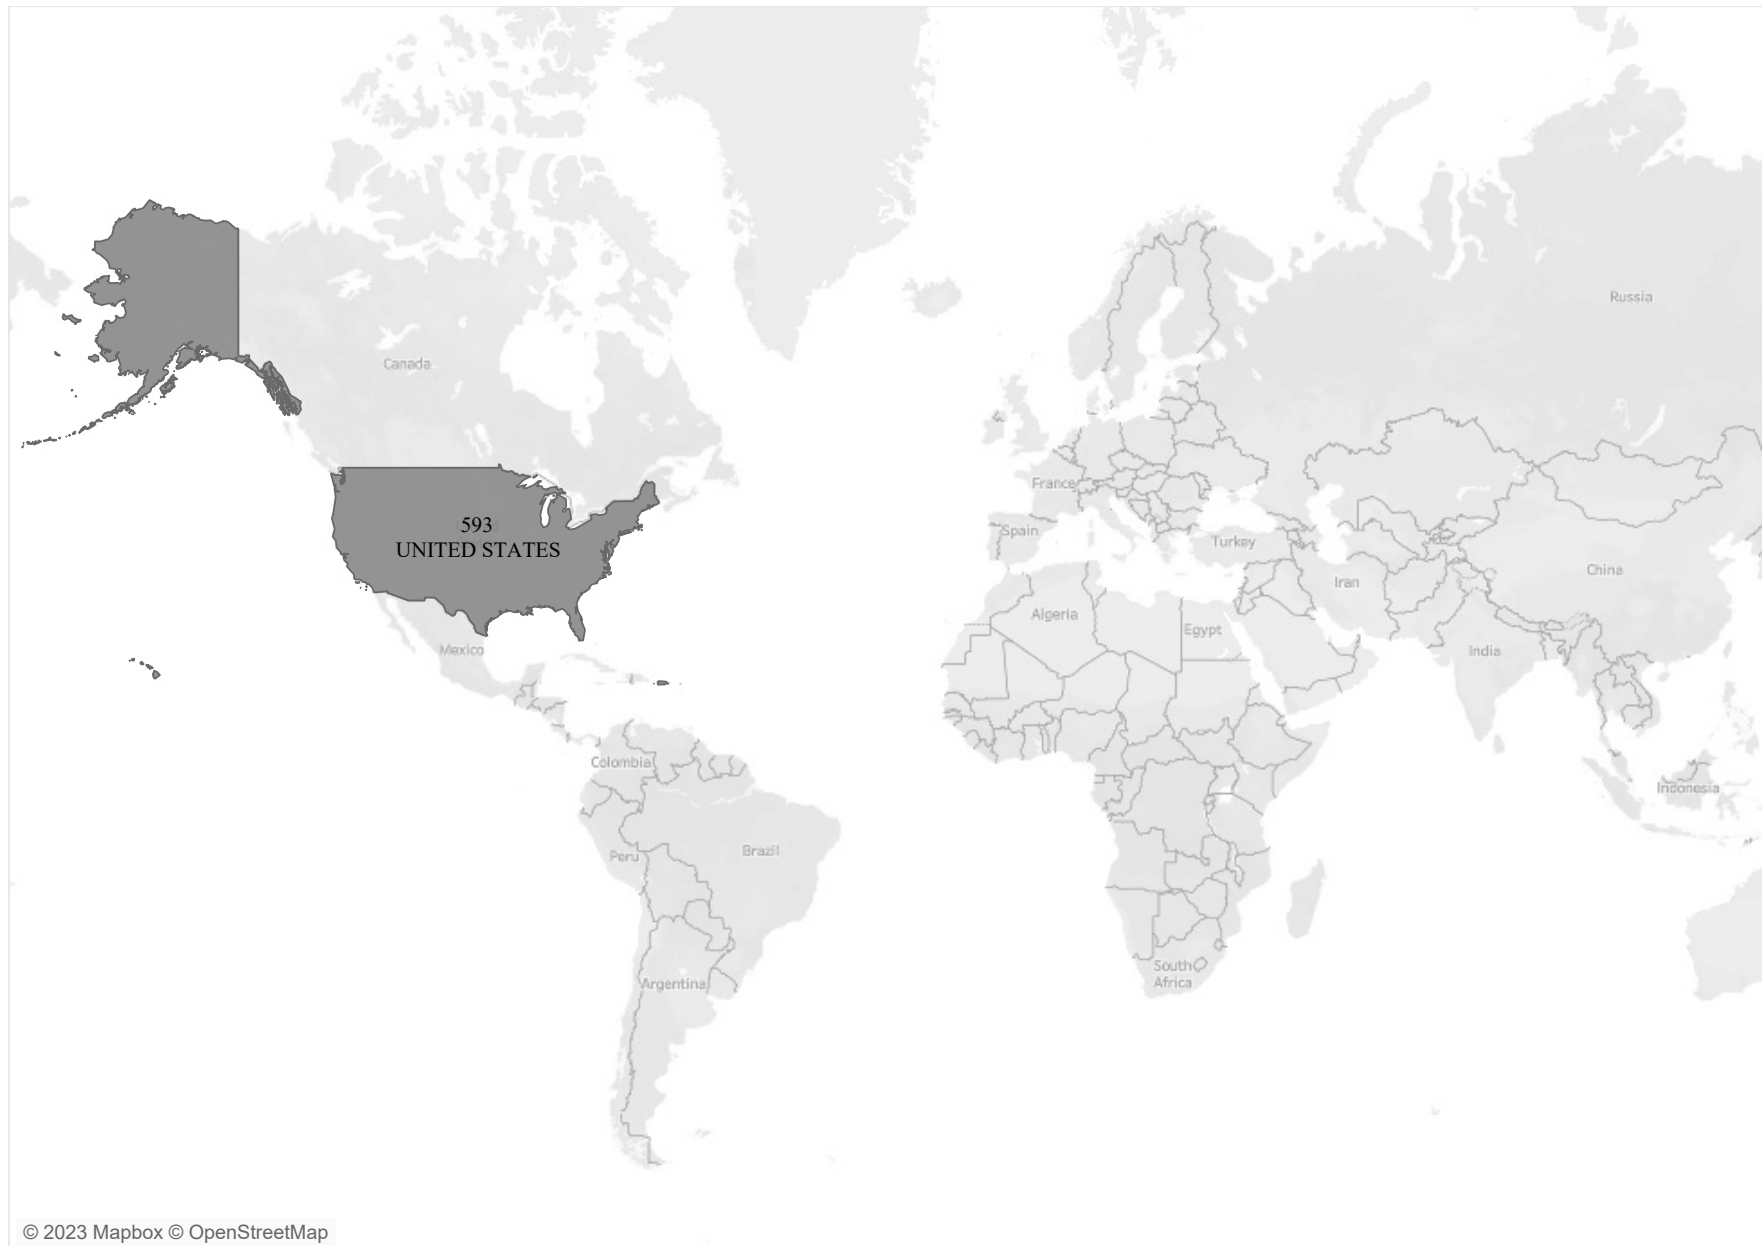 Russia
Canada
France
593
UNITED STATES
Spain
Turkey
China
Iran
Algeria
Egypt
Mexico
India
Colombia
Indonesia
Brazil
Peru
South
Africa
Argentina
© 2023 Mapbox © OpenStreetMap